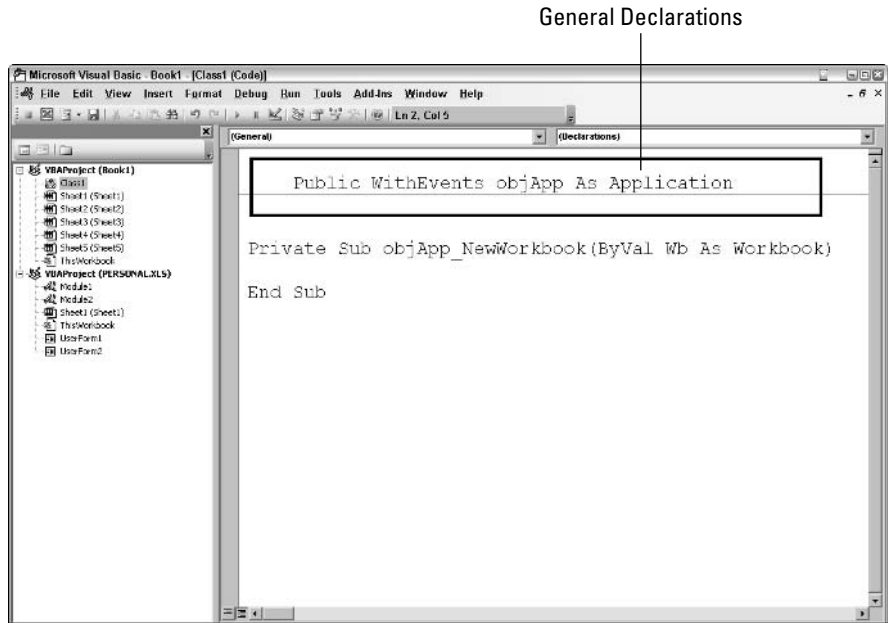 General Declarations
Microsoft Visual Basic - Book1 - [Class1 (Code)]
File Edit View Insert Format Debug Run Tools Add-Ins Window Help
Ln 2, Col 5
(General) (Declarations)
VBAProject (Book1)
Class1
Sheet1 (Sheet1)
Sheet2 (Sheet2)
Sheet3 (Sheet3)
Sheet4 (Sheet4)
Sheet5 (Sheet5)
ThisWorkbook
VBAProject (PERSONAL.XLS)
Module1
Module2
Sheet1 (Sheet1)
ThisWorkbook
UserForm1
UserForm2
Public WithEvents objApp As Application
Private Sub objApp_NewWorkbook(ByVal Wb As Workbook)
End Sub